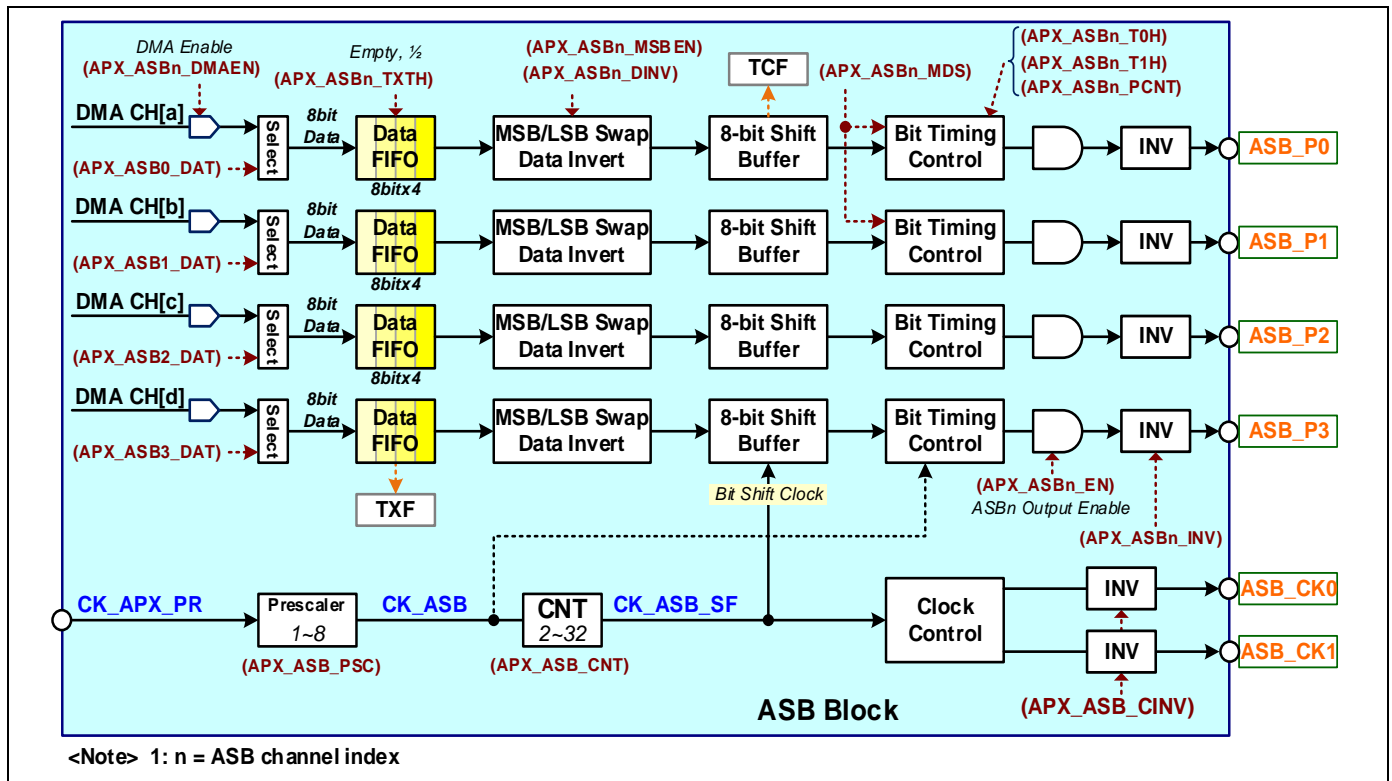 DMA Enable
(APX_ASBn_DMAEN)
Empty, ½
(APX_ASBn_TXTH)
(APX_ASBn_MSBEN)
(APX_ASBn_DINV)
TCF
(APX_ASBn_MDS)
(APX_ASBn_T0H)
(APX_ASBn_T1H)
(APX_ASBn_PCNT)
DMA CH[a]
(APX_ASB0_DAT)
Select
8bit
Data
Data
FIFO
8bitx4
MSB/LSB Swap
Data Invert
8-bit Shift
Buffer
Bit Timing
Control
INV
ASB_P0
DMA CH[b]
(APX_ASB1_DAT)
Select
8bit
Data
Data
FIFO
8bitx4
MSB/LSB Swap
Data Invert
8-bit Shift
Buffer
Bit Timing
Control
INV
ASB_P1
DMA CH[c]
(APX_ASB2_DAT)
Select
8bit
Data
Data
FIFO
8bitx4
MSB/LSB Swap
Data Invert
8-bit Shift
Buffer
Bit Timing
Control
INV
ASB_P2
DMA CH[d]
(APX_ASB3_DAT)
Select
8bit
Data
Data
FIFO
MSB/LSB Swap
Data Invert
8-bit Shift
Buffer
Bit Timing
Control
INV
ASB_P3
TXF
Bit Shift Clock
(APX_ASBn_EN)
ASBn Output Enable
(APX_ASBn_INV)
CK_APX_PR
Prescaler
1~8
(APX_ASB_PSC)
CK_ASB
CNT
2~32
(APX_ASB_CNT)
CK_ASB_SF
Clock
Control
INV
ASB_CK0
INV
ASB_CK1
(APX_ASB_CINV)
ASB Block
<Note> 1: n = ASB channel index